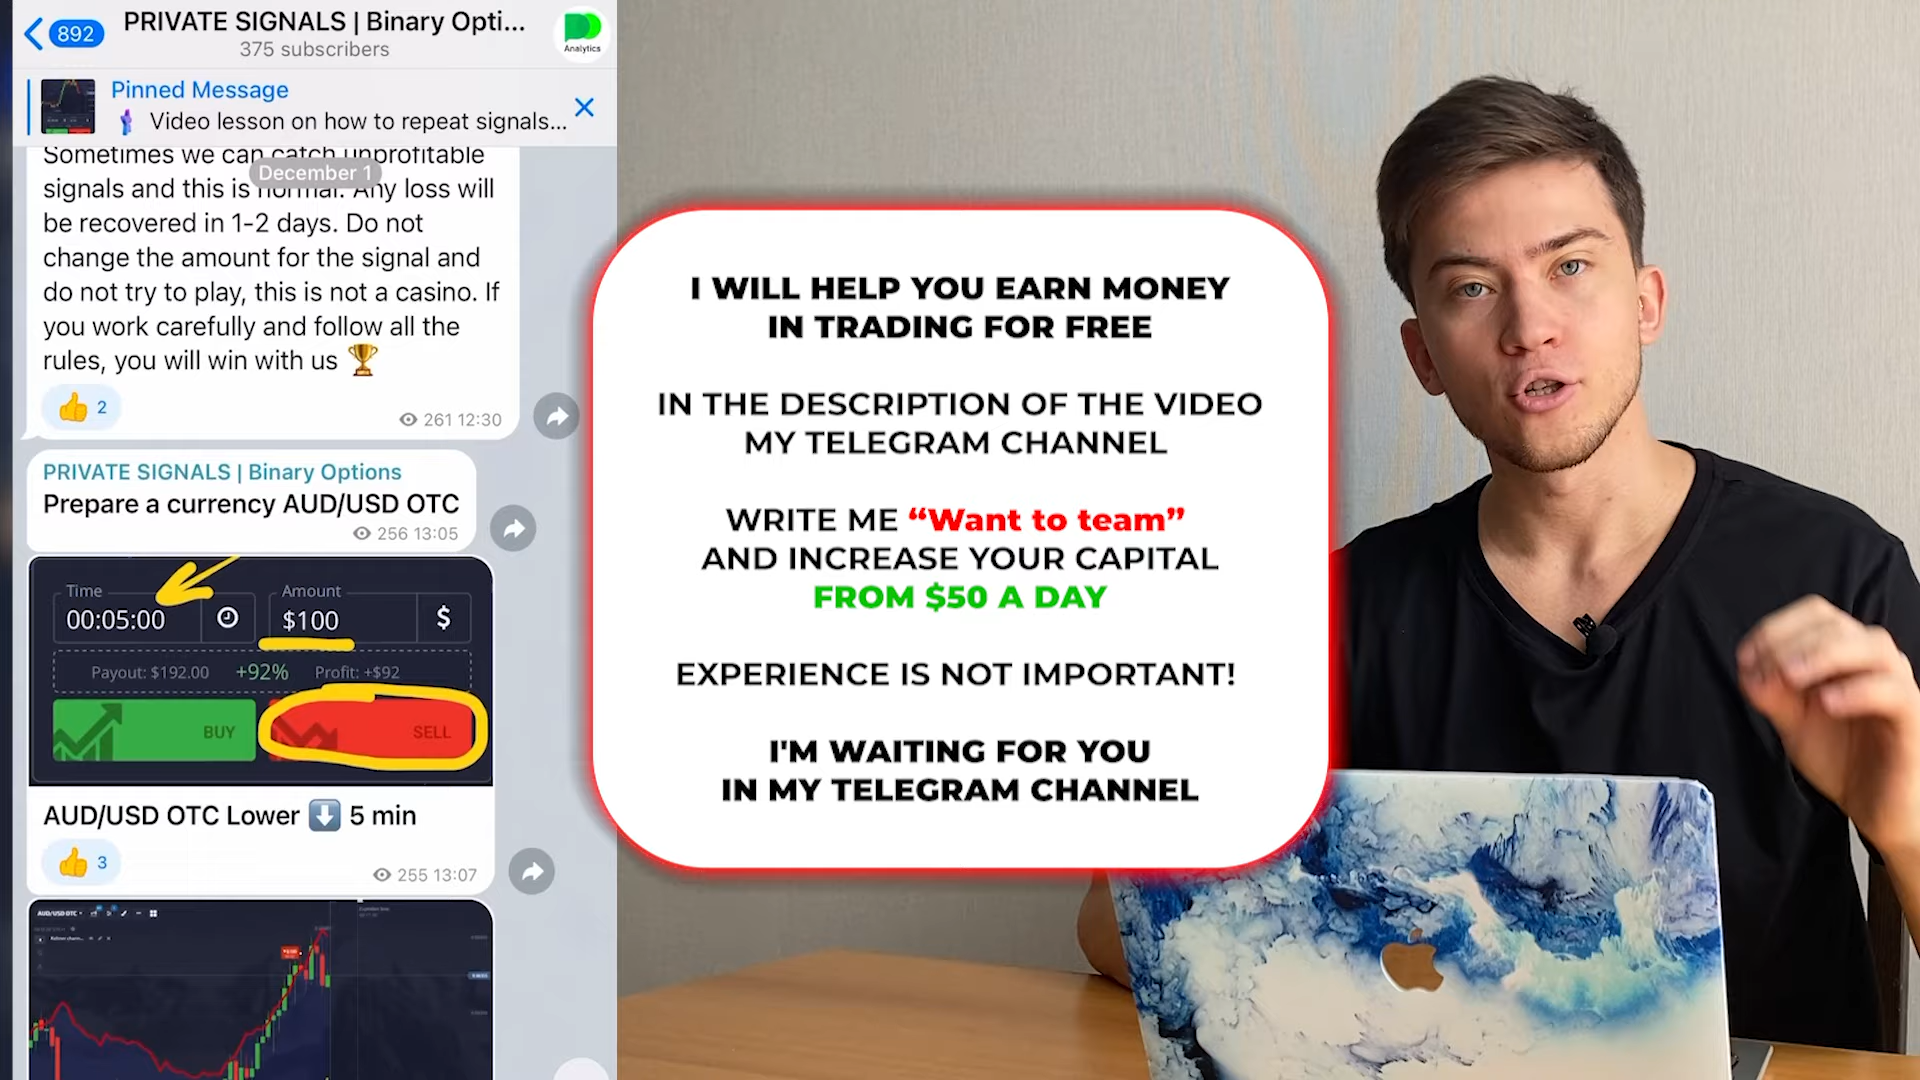 892
PRIVATE SIGNALS | Binary Opti...
375 subscribers
Analytics
Pinned Message
Video lesson on how to repeat signals...
Sometimes we can catch unprofitable
December 1
signals and this is normal. Any loss will
be recovered in 1-2 days. Do not
change the amount for the signal and
do not try to play, this is not a casino. If
you work carefully and follow all the
rules, you will win with us 🏆
👍 2
261 12:30
PRIVATE SIGNALS | Binary Options
Prepare a currency AUD/USD OTC
256 13:05
Time
00:05:00
Amount
$100
$
Payout: $192.00 +92% Profit: +$92
BUY
SELL
AUD/USD OTC Lower ⬇️ 5 min
👍 3
255 13:07
AUD/USD OTC
I WILL HELP YOU EARN MONEY
IN TRADING FOR FREE
IN THE DESCRIPTION OF THE VIDEO
MY TELEGRAM CHANNEL
WRITE ME “Want to team”
AND INCREASE YOUR CAPITAL
FROM $50 A DAY
EXPERIENCE IS NOT IMPORTANT!
I'M WAITING FOR YOU
IN MY TELEGRAM CHANNEL